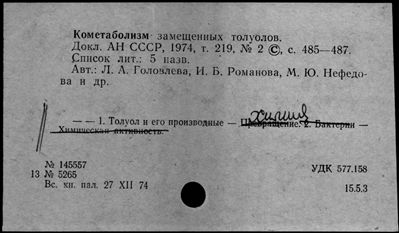 Кометаболизм замещенных толуолов.
Докл. АН СССР, 1974, т. 219, № 2 ©, с. 485—487.
Список лит.: 5 назв.
Авт.: Л. А. Головлева, И. Б. Романова, М. Ю. Нефедо-
ва и др.
химия
— — 1. Толуол и его производные — Превращение. 2. Бактерии —
Химическая активность.
№ 145557
13 № 5265
Вс. кн. пал. 27 XII 74
УДК 577.158
15.5.3